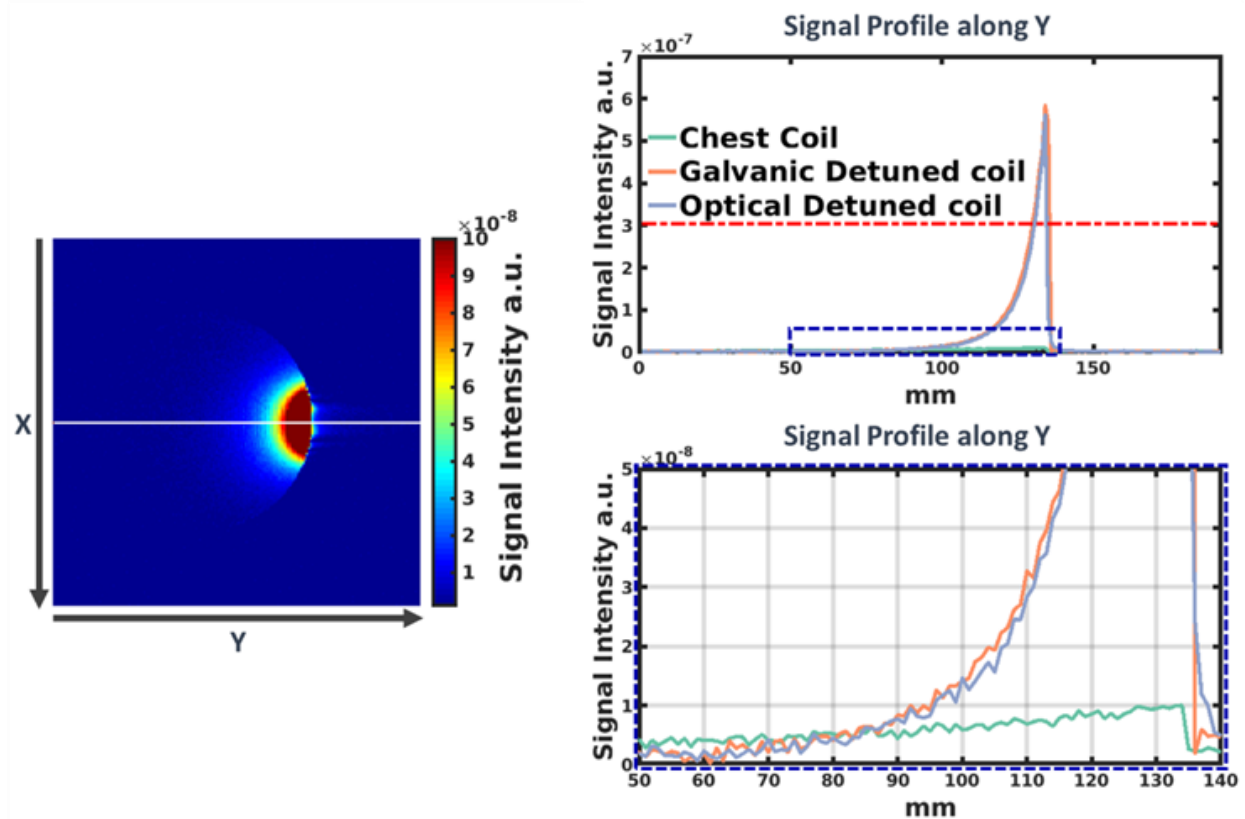 X
Y
×10-8
10
9
8
7
6
5
4
3
2
1
Signal Intensity a.u.
Signal Profile along Y
×10-7
7
6
5
4
3
2
1
0
Signal Intensity a.u.
Chest Coil
Galvanic Detuned coil
Optical Detuned coil
0 50 100 150
mm
Signal Profile along Y
×10-8
5
4
3
2
1
0
Signal Intensity a.u.
50 60 70 80 90 100 110 120 130 140
mm